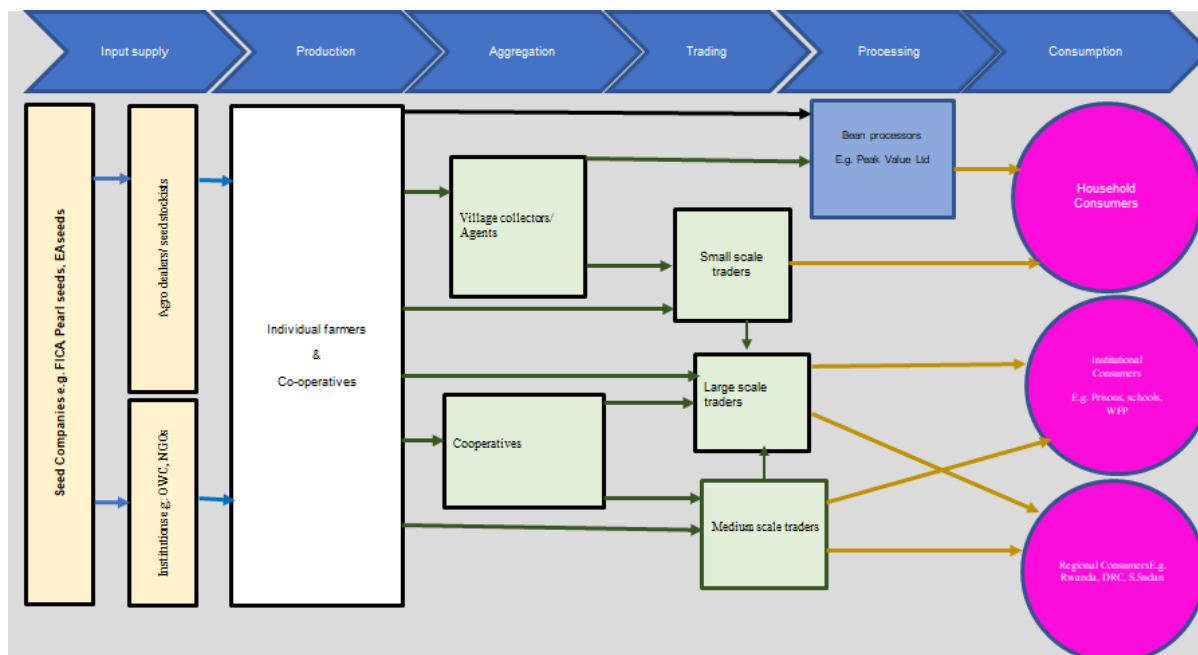 Input supply
Production
Aggregation
Trading
Processing
Consumption
Seed Companies e.g. FICA Pearl seeds, EAseeds
Agro dealers/ seed stockists
Institutions e.g. OWC, NGOs
Individual farmers
&
Co-operatives
Village collectors/
Agents
Cooperatives
Small scale
traders
Large scale
traders
Medium scale traders
Bean processors
E.g. Peak Value Ltd
Household
Consumers
Institutional
Consumers
E.g. Prisons, schools,
WFP
Regional ConsumersE.g.
Rwanda, DRC, S.Sudan